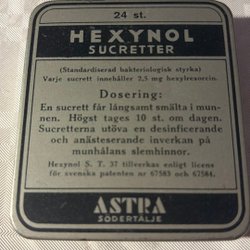 24 st.
HEXYNOL
SUCRETTER
(Standardiserad bakteriologisk styrka)
Varje sucrett innehåller 2,5 mg hexylresorcin.
Dosering:
En sucrett får långsamt smälta i mun-
nen. Högst tages 10 st. om dagen.
Sucretterna utöva en desinficerande
och anästeserande inverkan på
munhålans slemhinnor.
Hexynol S. T. 37 tillverkas enligt licens
för svenska patenten nr 67583 och 67584.
ASTRA
SÖDERTÄLJE